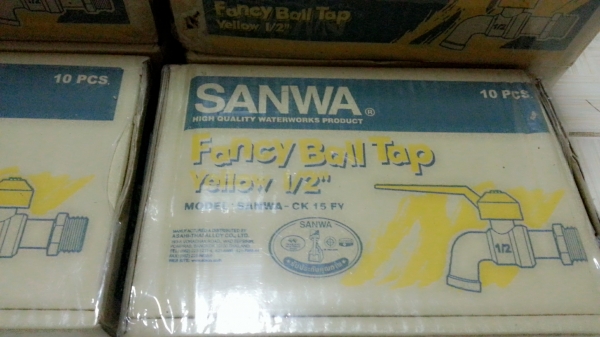 Fancy Ball Tap
Yellow 1/2"
10 PCS.
SANWA®
HIGH QUALITY WATERWORKS PRODUCT
10 PCS.
Fancy Ball Tap
Yellow 1/2"
MODEL : SANWA - CK 15 FY
SANWA
1/2